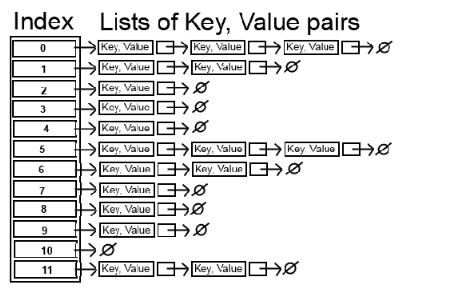 Index Lists of Key, Value pairs
0 Key, Value Key, Value Key, Value Ø
1 Key, Value Key, Value Ø
2 Key, Value Ø
3 Key, Value Ø
4 Key, Value Ø
5 Key, Value Key, Value Key, Value Ø
6 Key, Value Key, Value Ø
7 Key, Value Ø
8 Key, Value Ø
9 Key, Value Ø
10 Ø
11 Key, Value Key, Value Ø